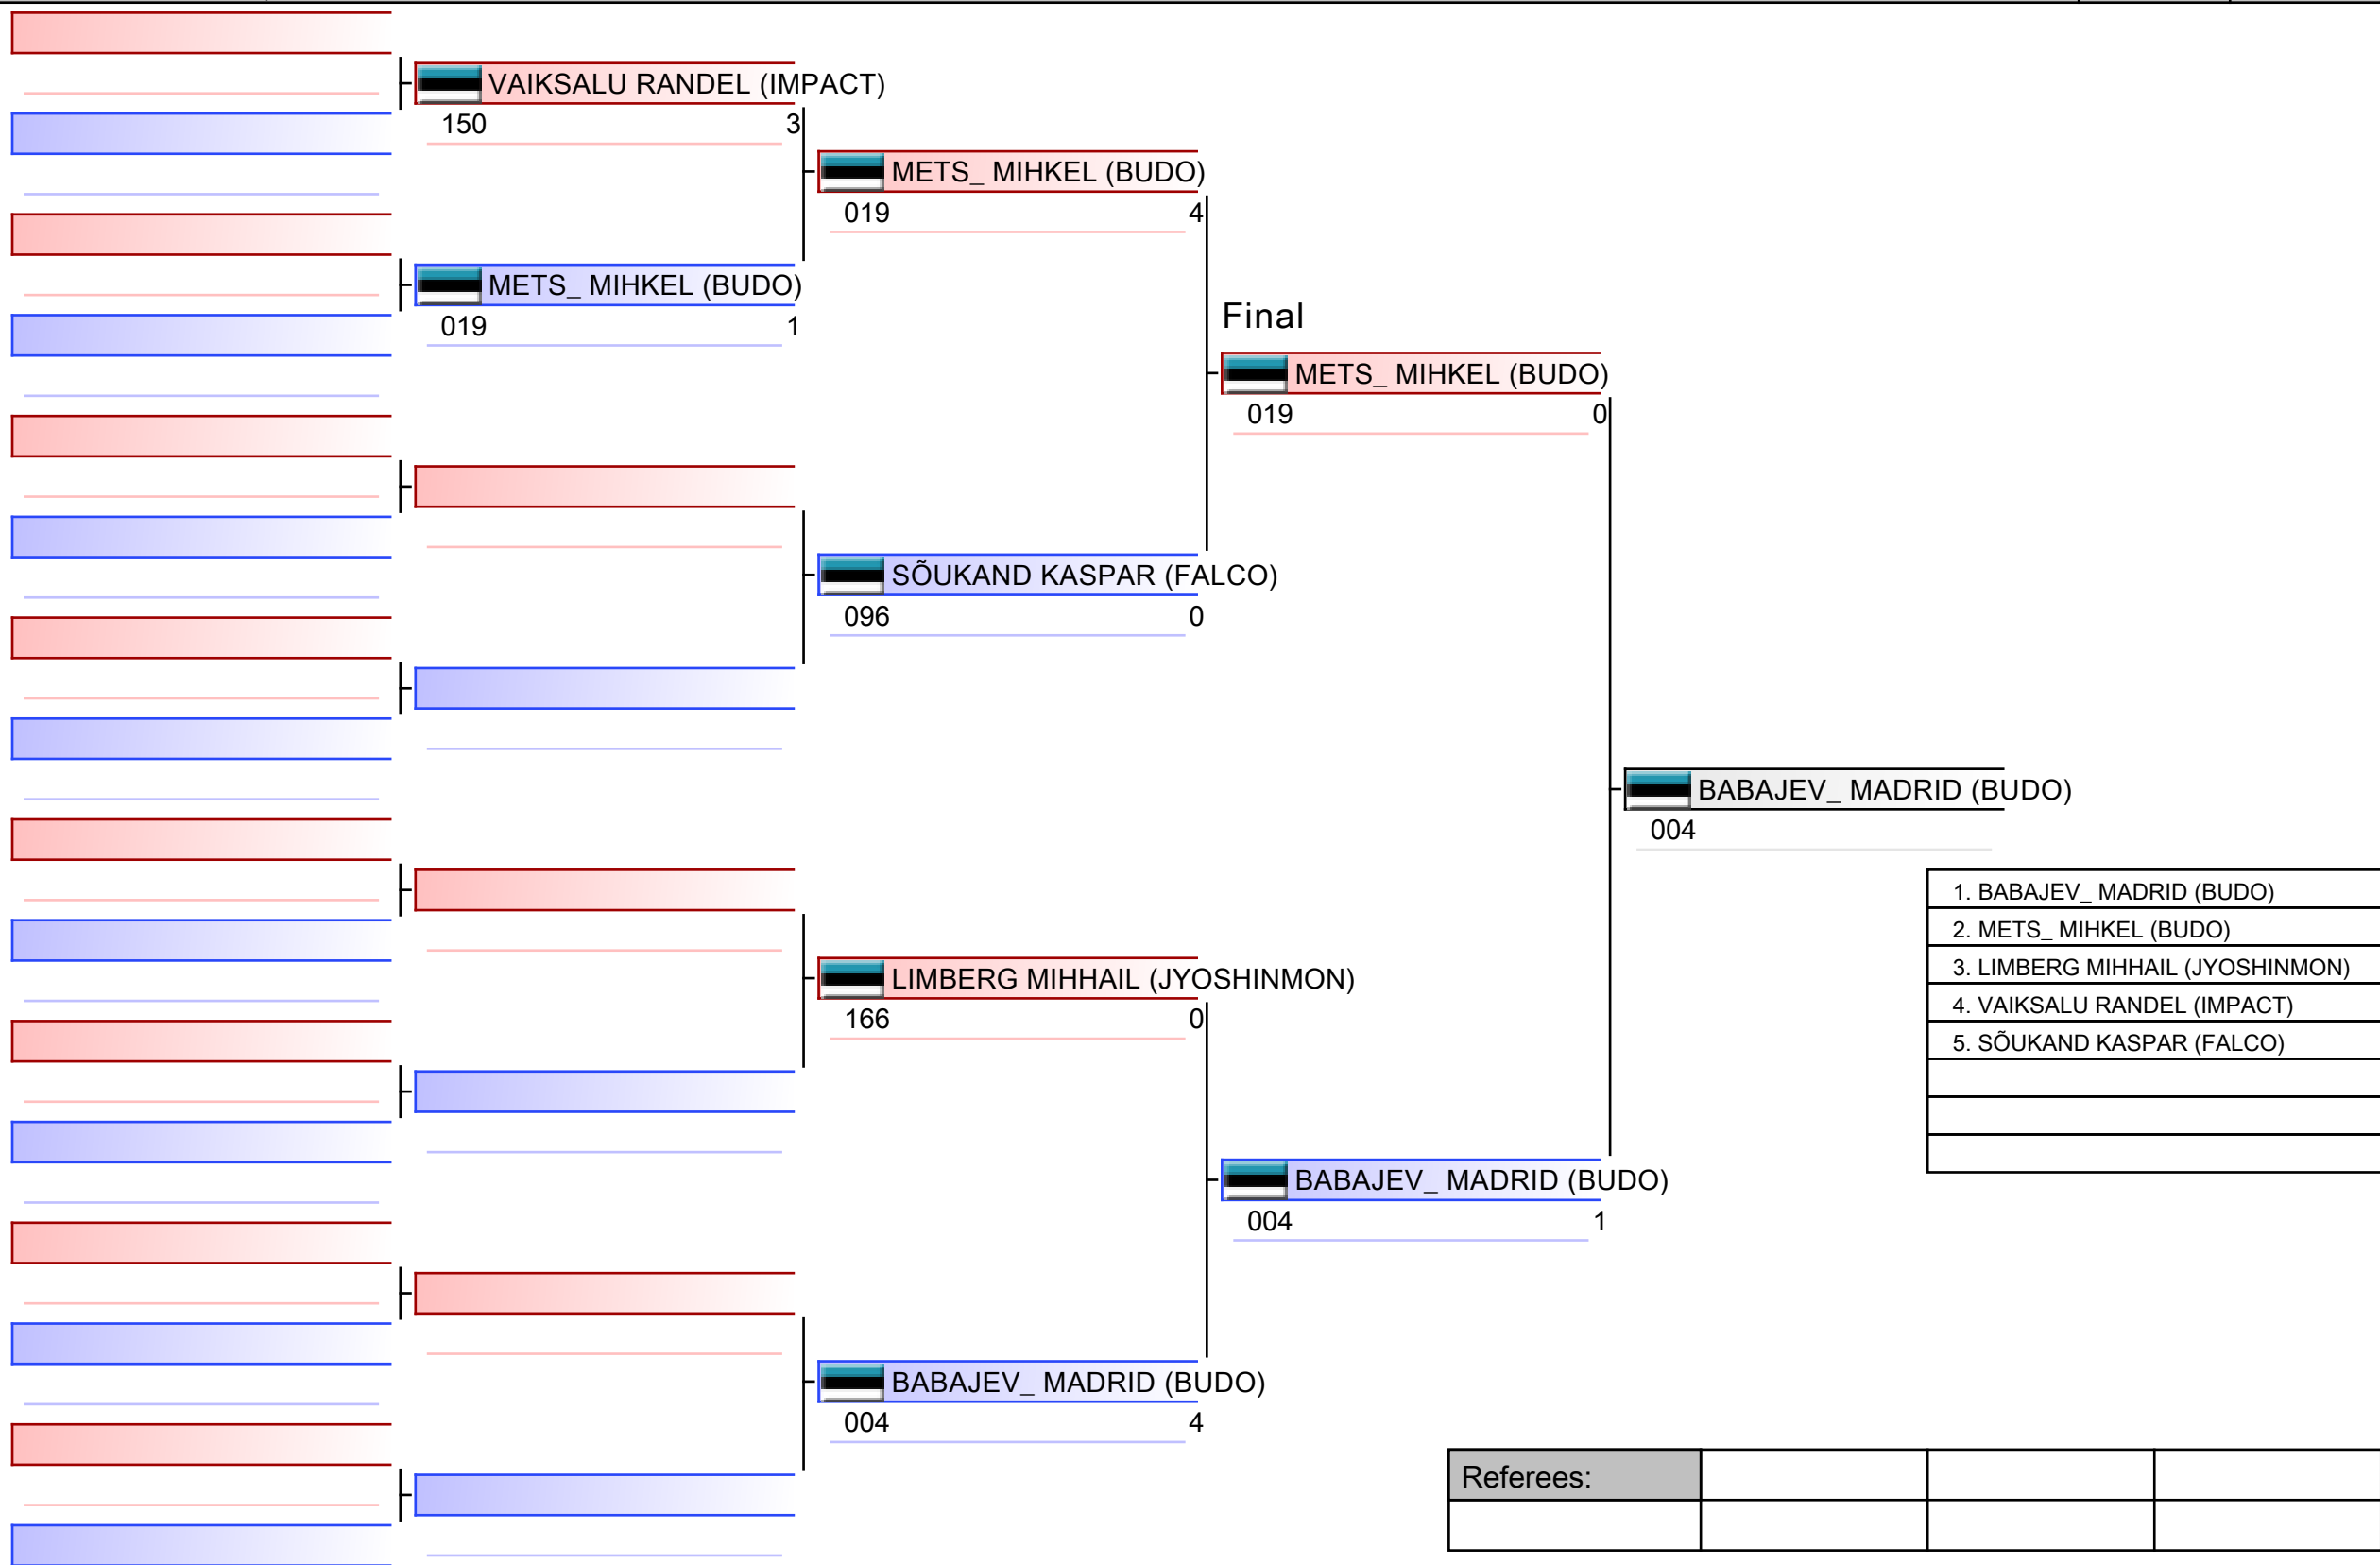 VAIKSALU RANDEL (IMPACT)
150 3
METS_ MIHKEL (BUDO)
019 4
METS_ MIHKEL (BUDO)
019 1
Final
METS_ MIHKEL (BUDO)
019 0
SÕUKAND KASPAR (FALCO)
096 0
BABAJEV_ MADRID (BUDO)
004
1. BABAJEV_ MADRID (BUDO)
2. METS_ MIHKEL (BUDO)
3. LIMBERG MIHHAIL (JYOSHINMON)
4. VAIKSALU RANDEL (IMPACT)
5. SÕUKAND KASPAR (FALCO)
LIMBERG MIHHAIL (JYOSHINMON)
166 0
BABAJEV_ MADRID (BUDO)
004 1
BABAJEV_ MADRID (BUDO)
004 4
Referees: